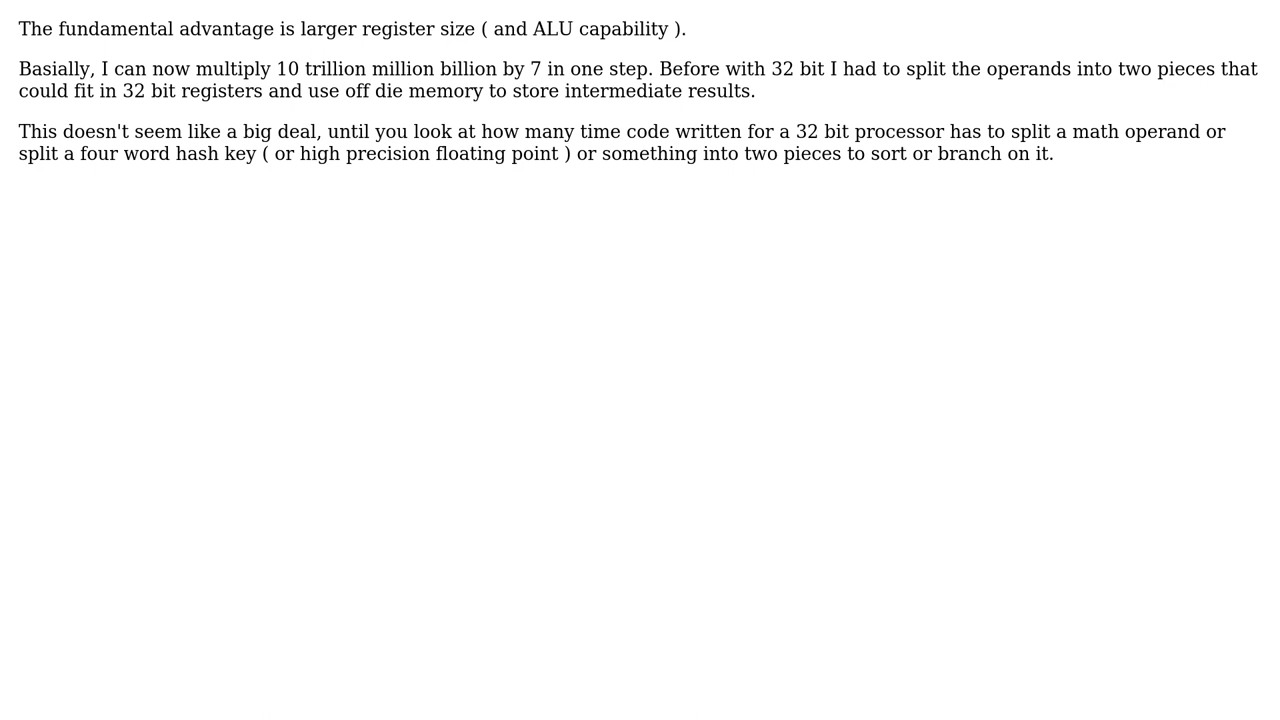 The fundamental advantage is larger register size ( and ALU capability ).
Basially, I can now multiply 10 trillion million billion by 7 in one step. Before with 32 bit I had to split the operands into two pieces that
could fit in 32 bit registers and use off die memory to store intermediate results.
This doesn't seem like a big deal, until you look at how many time code written for a 32 bit processor has to split a math operand or
split a four word hash key ( or high precision floating point ) or something into two pieces to sort or branch on it.